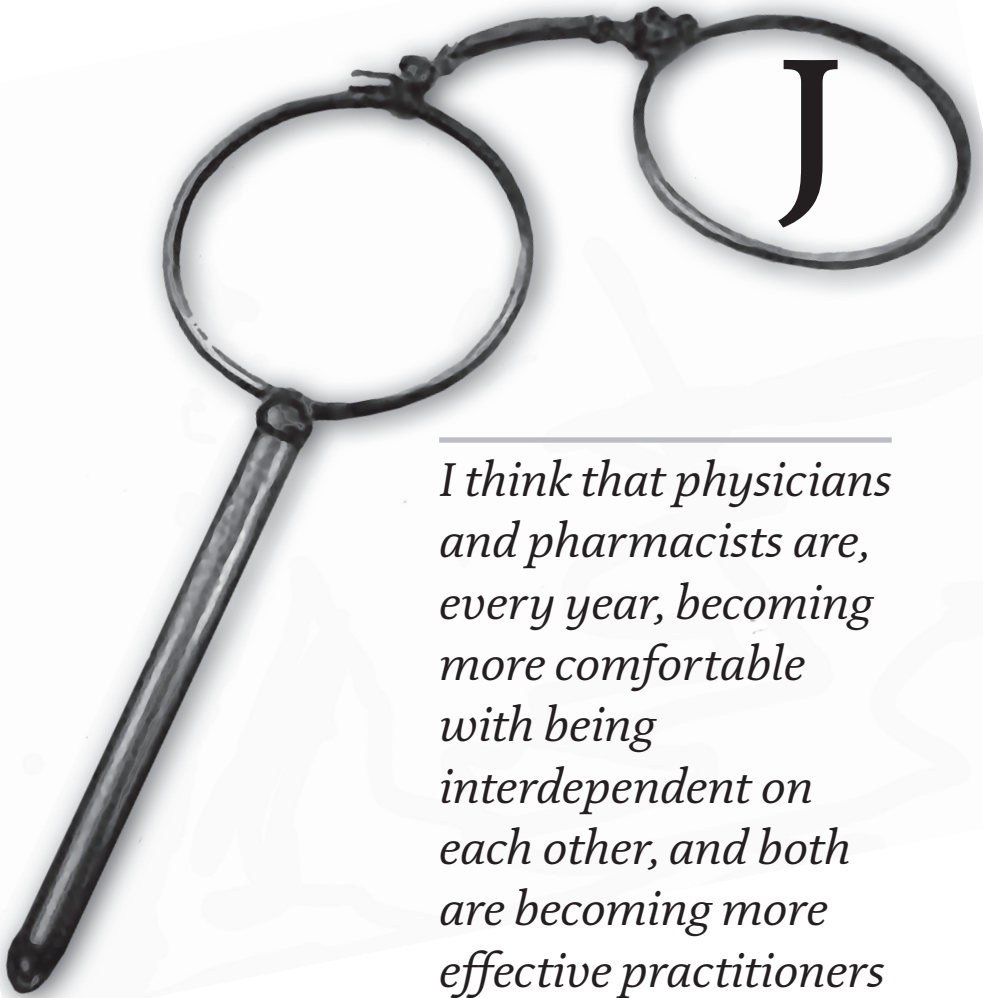 J
I think that physicians
and pharmacists are,
every year, becoming
more comfortable
with being
interdependent on
each other, and both
are becoming more
effective practitioners